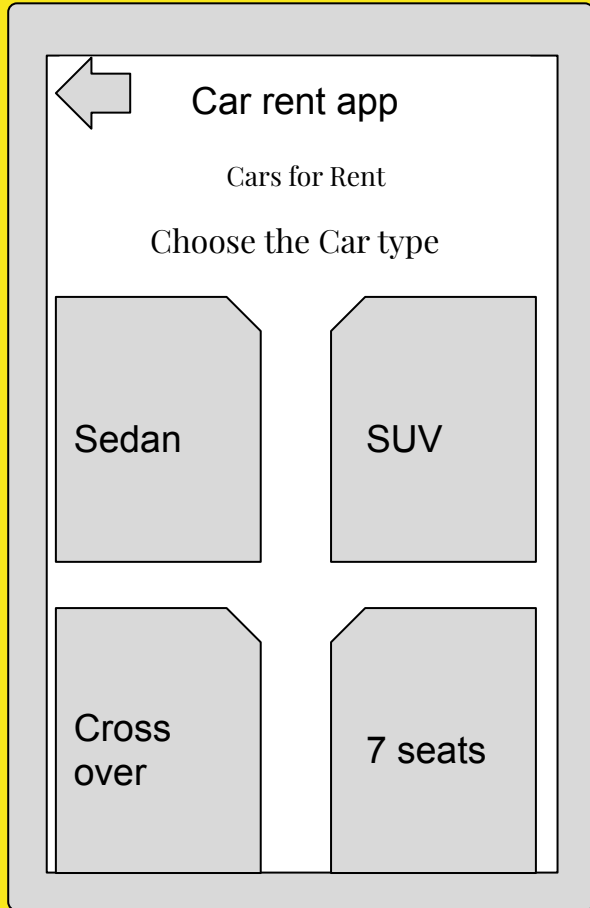 Car rent app
Cars for Rent
Choose the Car type
Sedan
SUV
Cross
over
7 seats